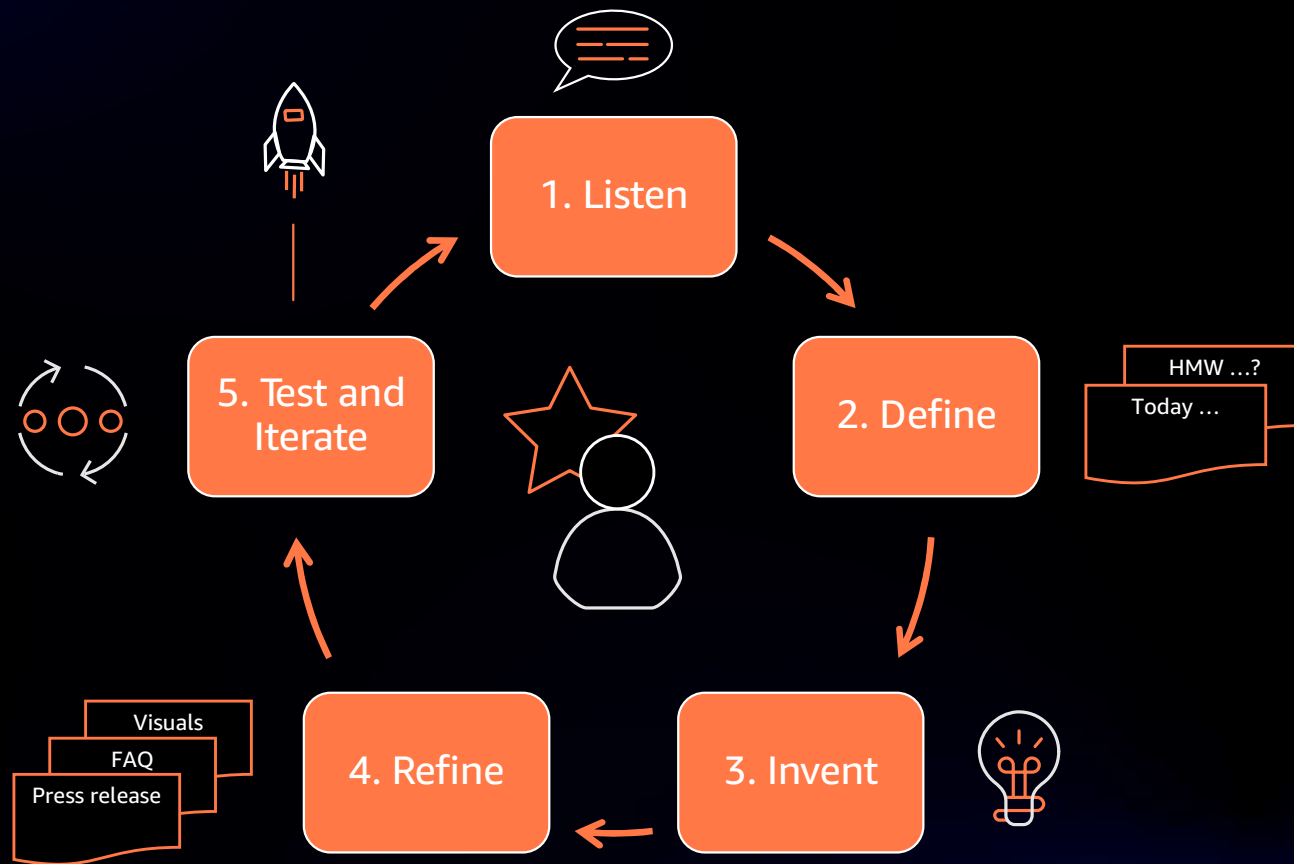 1. Listen
2. Define
HMW ...?
Today ...
3. Invent
4. Refine
Visuals
FAQ
Press release
5. Test and
Iterate